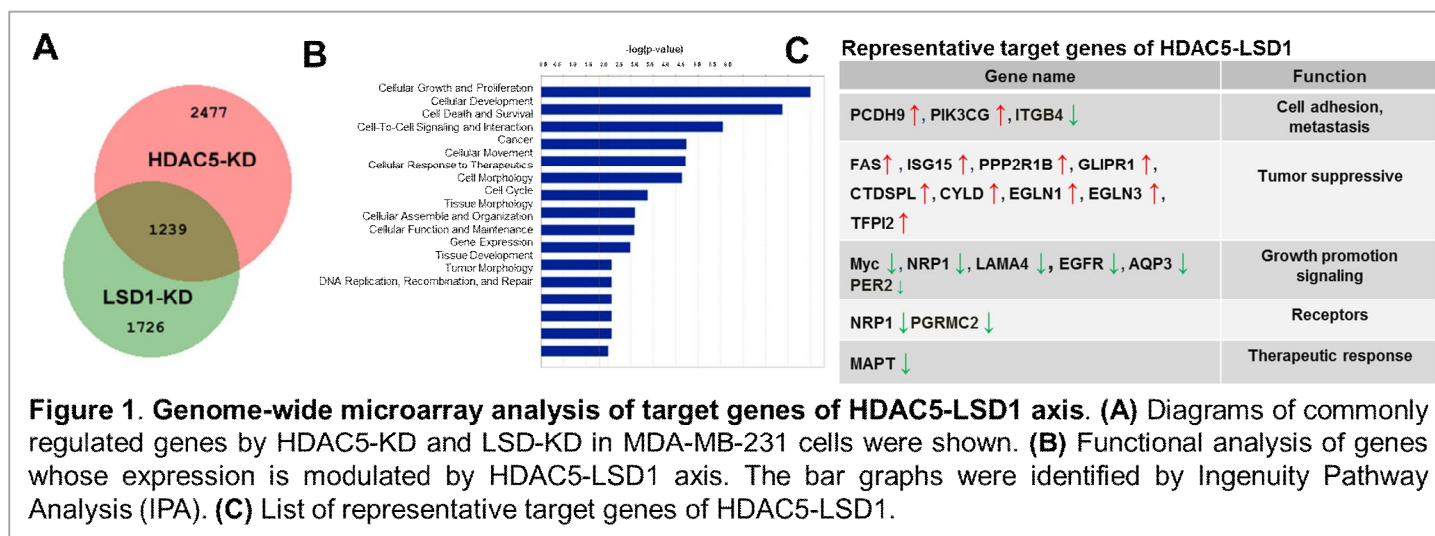 A
2477
HDAC5-KD
1239
LSD1-KD
1726
B
-log(p-value)
Cellular Growth and Proliferation
Cellular Development
Cell Death and Survival
Cell-To-Cell Signaling and Interaction
Cancer
Cellular Movement
Cellular Response to Therapeutics
Cell Morphology
Cell Cycle
Tissue Morphology
Cellular Assemble and Organization
Cellular Function and Maintenance
Gene Expression
Tissue Development
Tumor Morphology
DNA Replication, Recombination, and Repair
C
Representative target genes of HDAC5-LSD1
Gene name Function
PCDH9 ↑, PIK3CG ↑, ITGB4 ↓ Cell adhesion,
metastasis
FAS↑, ISG15 ↑, PPP2R1B ↑, GLIPR1 ↑,
CTDSPL ↑, CYLD ↑, EGLN1 ↑, EGLN3 ↑,
TFPI2 ↑
Tumor suppressive
Myc ↓, NRP1 ↓, LAMA4 ↓, EGFR ↓, AQP3 ↓
PER2 ↓
Growth promotion
signaling
NRP1 ↓PGRMC2 ↓ Receptors
MAPT ↓ Therapeutic response
Figure 1. Genome-wide microarray analysis of target genes of HDAC5-LSD1 axis. (A) Diagrams of commonly
regulated genes by HDAC5-KD and LSD-KD in MDA-MB-231 cells were shown. (B) Functional analysis of genes
whose expression is modulated by HDAC5-LSD1 axis. The bar graphs were identified by Ingenuity Pathway
Analysis (IPA). (C) List of representative target genes of HDAC5-LSD1.